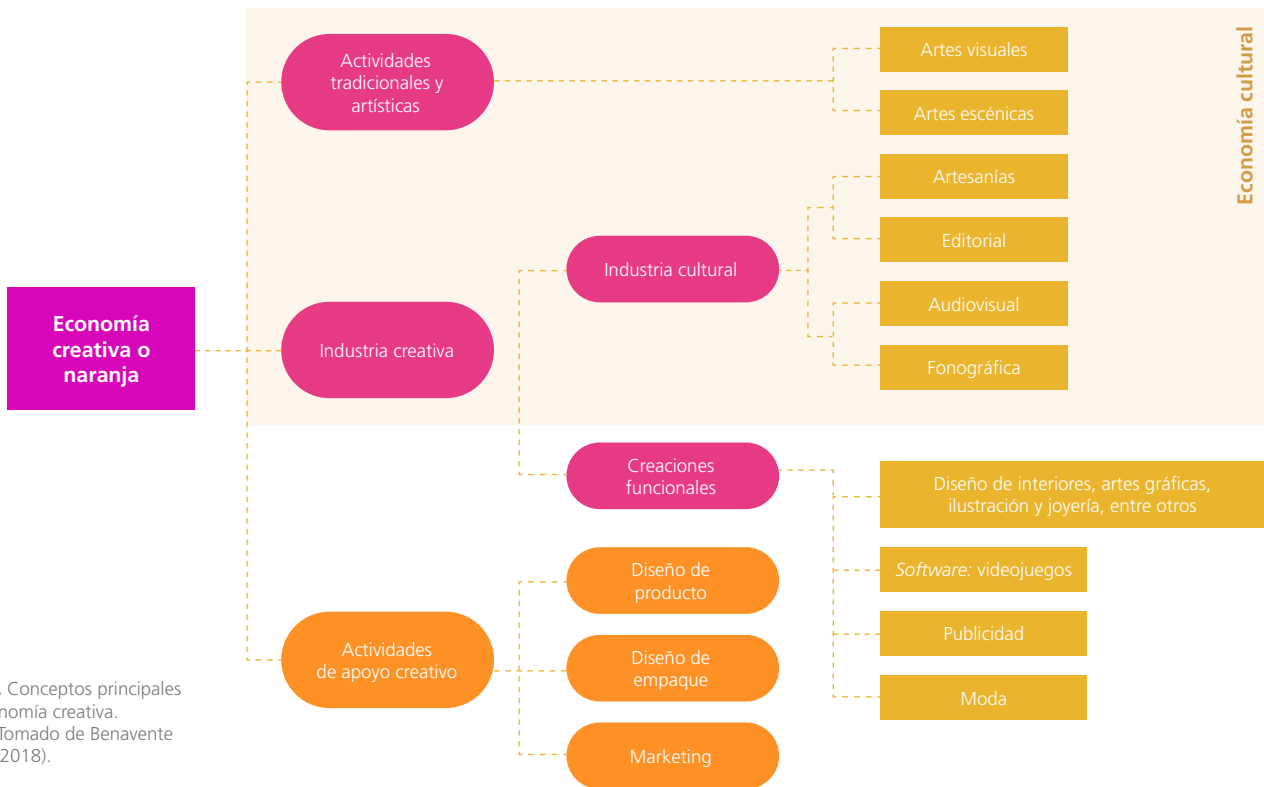 Economía cultural
Economía
creativa o
naranja
Actividades
tradicionales y
artísticas
Artes visuales
Artes escénicas
Industria creativa
Industria cultural
Artesanías
Editorial
Audiovisual
Fonográfica
Creaciones
funcionales
Diseño de interiores, artes gráficas,
ilustración y joyería, entre otros
Software: videojuegos
Publicidad
Moda
Actividades
de apoyo creativo
Diseño de
producto
Diseño de
empaque
Marketing
. Conceptos principales
nomía creativa.
Tomado de Benavente
2018).